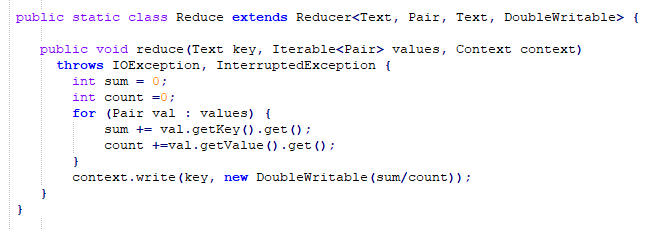 public static class Reduce extends Reducer<Text, Pair, Text, DoubleWritable> {
public void reduce(Text key, Iterable<Pair> values, Context context)
throws IOException, InterruptedException {
int sum = 0;
int count =0;
for (Pair val : values) {
sum += val.getKey().get();
count +=val.getValue().get();
}
context.write(key, new DoubleWritable(sum/count));
}
}